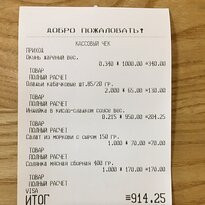 ДОБРО ПОЖАЛОВАТЬ!
КАССОВЫЙ ЧЕК
ПРИХОД
Окунь жареный вес.
0.340 × 1000.00 =340.00
ТОВАР
ПОЛНЫЙ РАСЧЕТ
Оладьи кабачковые шт.85/20 гр.
2.000 × 65.00 =130.00
ТОВАР
ПОЛНЫЙ РАСЧЕТ
Индейка в кисло-сладком соусе вес.
0.215 × 950.00 =204.25
ТОВАР
ПОЛНЫЙ РАСЧЕТ
Салат из моркови с сыром 150 гр.
1.000 × 70.00 =70.00
ТОВАР
ПОЛНЫЙ РАСЧЕТ
Солянка мясная сборная 400 гр.
1.000 × 170.00 =170.00
ТОВАР
ПОЛНЫЙ РАСЧЕТ
VISA
ИТОГ =914.25